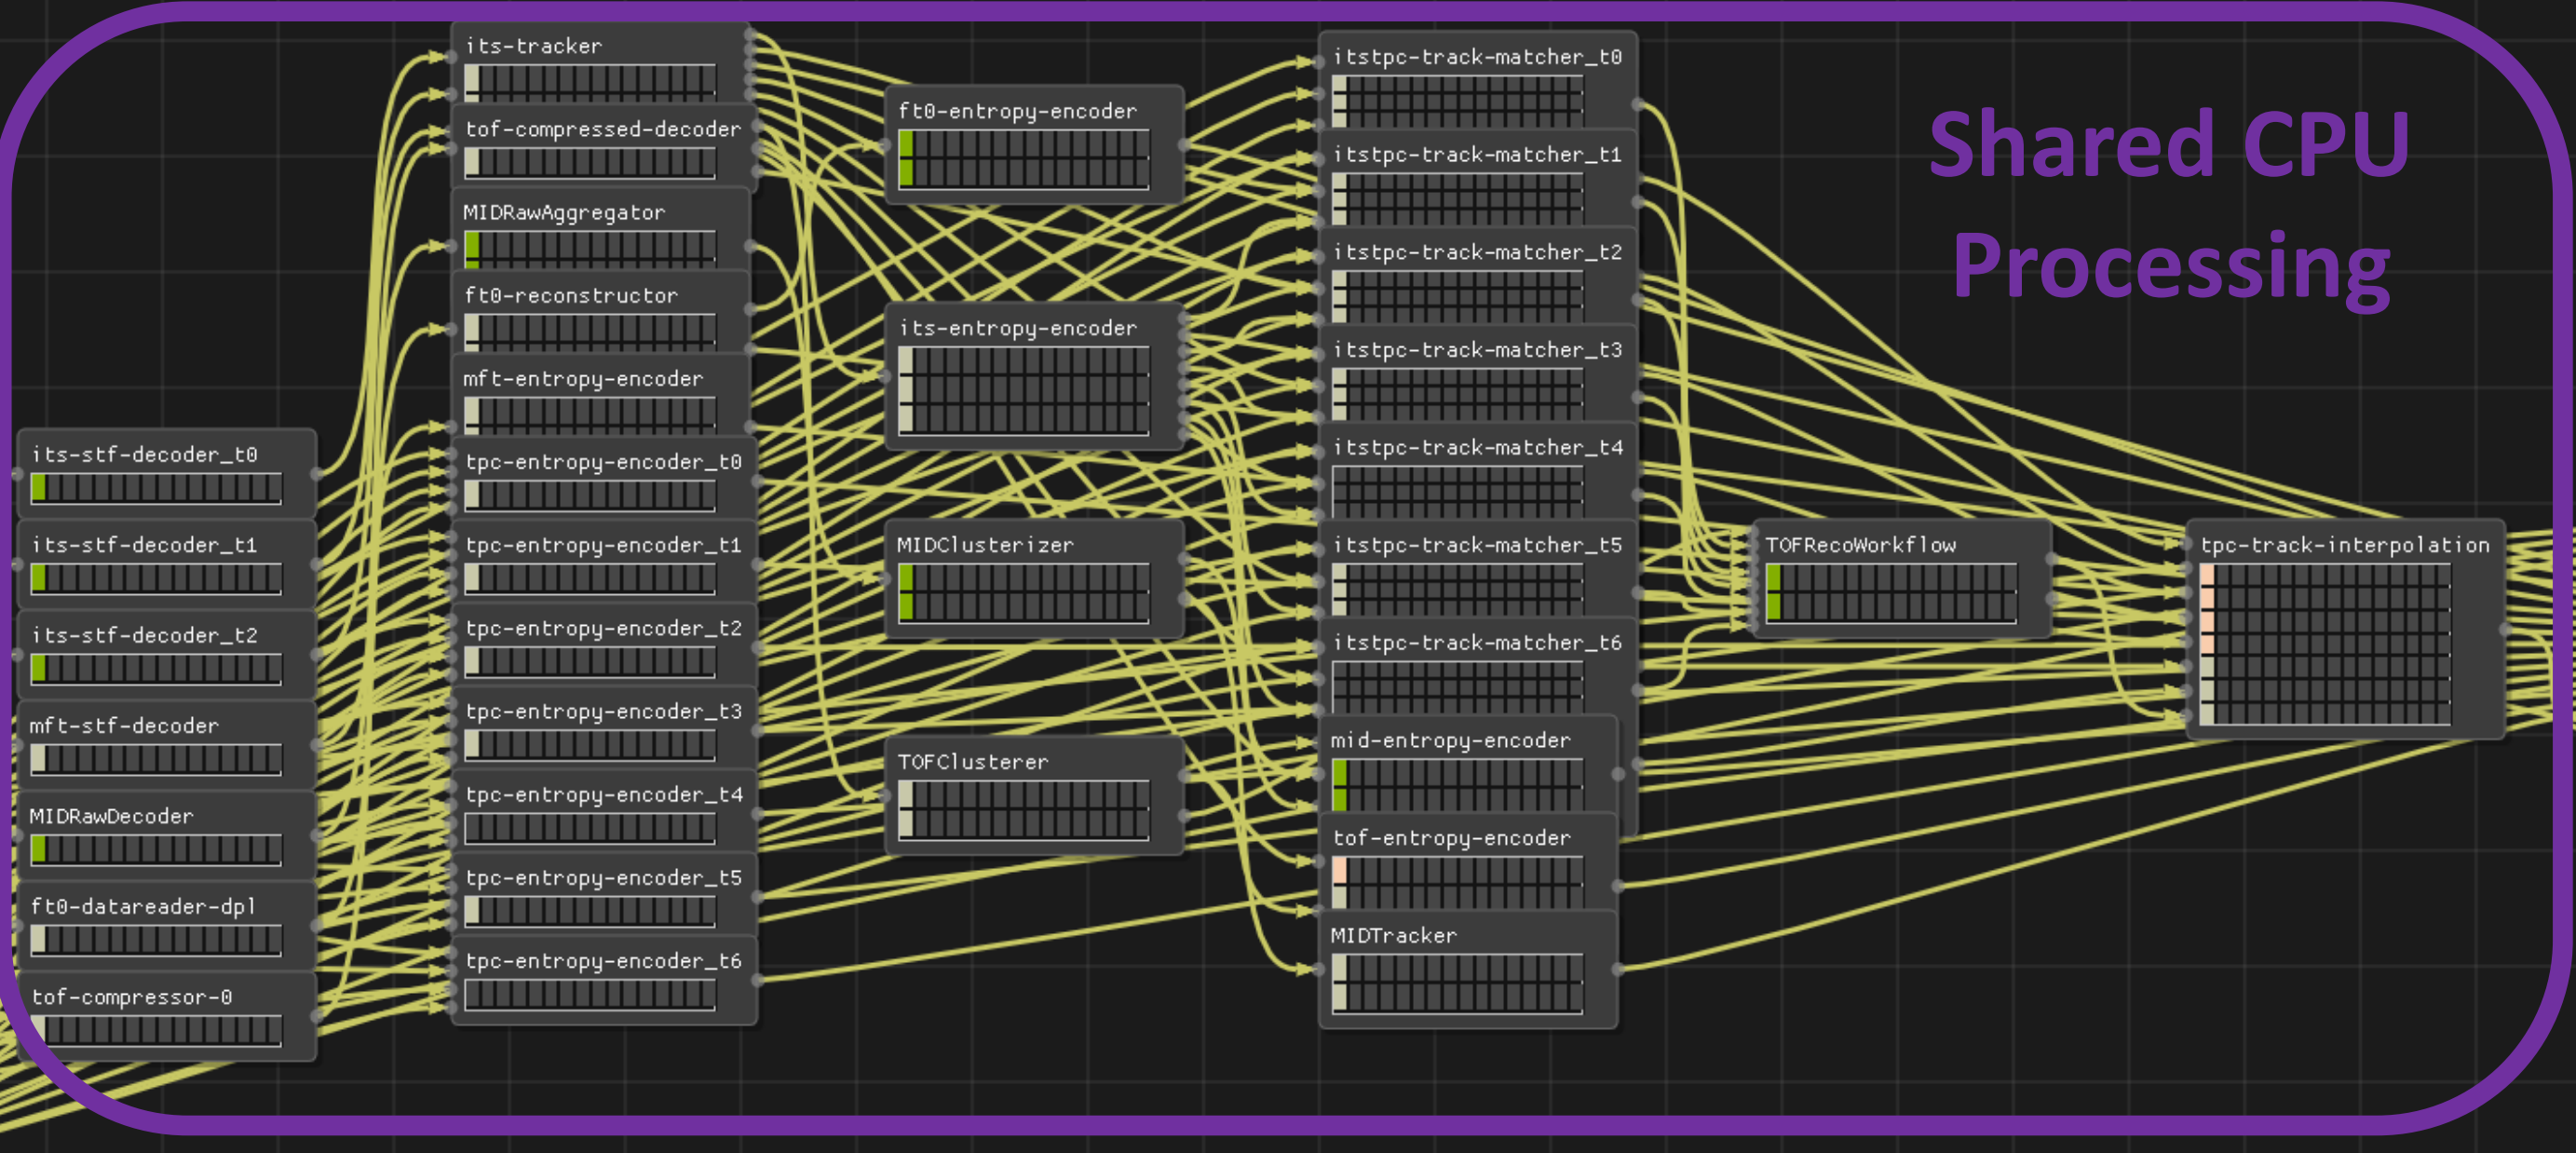 its-stf-decoder_t0
its-stf-decoder_t1
its-stf-decoder_t2
mft-stf-decoder
MIDRawDecoder
ft0-datareader-dpl
tof-compressor-0
its-tracker
tof-compressed-decoder
MIDRawAggregator
ft0-reconstructor
mft-entropy-encoder
tpc-entropy-encoder_t0
tpc-entropy-encoder_t1
tpc-entropy-encoder_t2
tpc-entropy-encoder_t3
tpc-entropy-encoder_t4
tpc-entropy-encoder_t5
tpc-entropy-encoder_t6
ft0-entropy-encoder
its-entropy-encoder
MIDClusterizer
TOFClusterer
itstpc-track-matcher_t0
itstpc-track-matcher_t1
itstpc-track-matcher_t2
itstpc-track-matcher_t3
itstpc-track-matcher_t4
itstpc-track-matcher_t5
itstpc-track-matcher_t6
mid-entropy-encoder
tof-entropy-encoder
MIDTracker
TOFRecoWorkflow
tpc-track-interpolation
Shared CPU
Processing